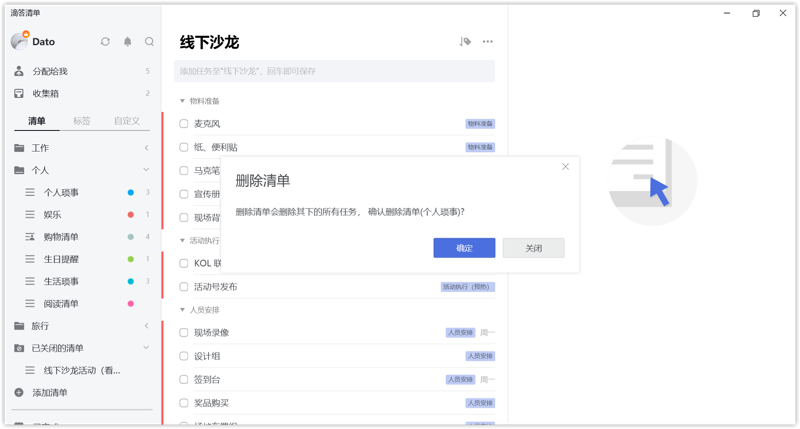 滴答清单
Dato
分配给我 5
收集箱 2
清单 标签 自定义
工作
个人
个人琐事 3
娱乐 1
购物清单 4
生日提醒 1
生活琐事 3
阅读清单
旅行
已关闭的清单
线下沙龙活动（看...
添加清单
线下沙龙
添加任务至"线下沙龙"，回车即可保存
物料准备
麦克风 物料准备
纸、便利贴 物料准备
马克笔
宣传册
现场背
活动执行
KOL 联
活动号发布 活动执行（预热）
人员安排
现场录像 人员安排 周一
设计组 人员安排
签到台 人员安排 周一
奖品购买 人员安排
删除清单
删除清单会删除其下的所有任务， 确认删除清单(个人琐事)?
确定 关闭